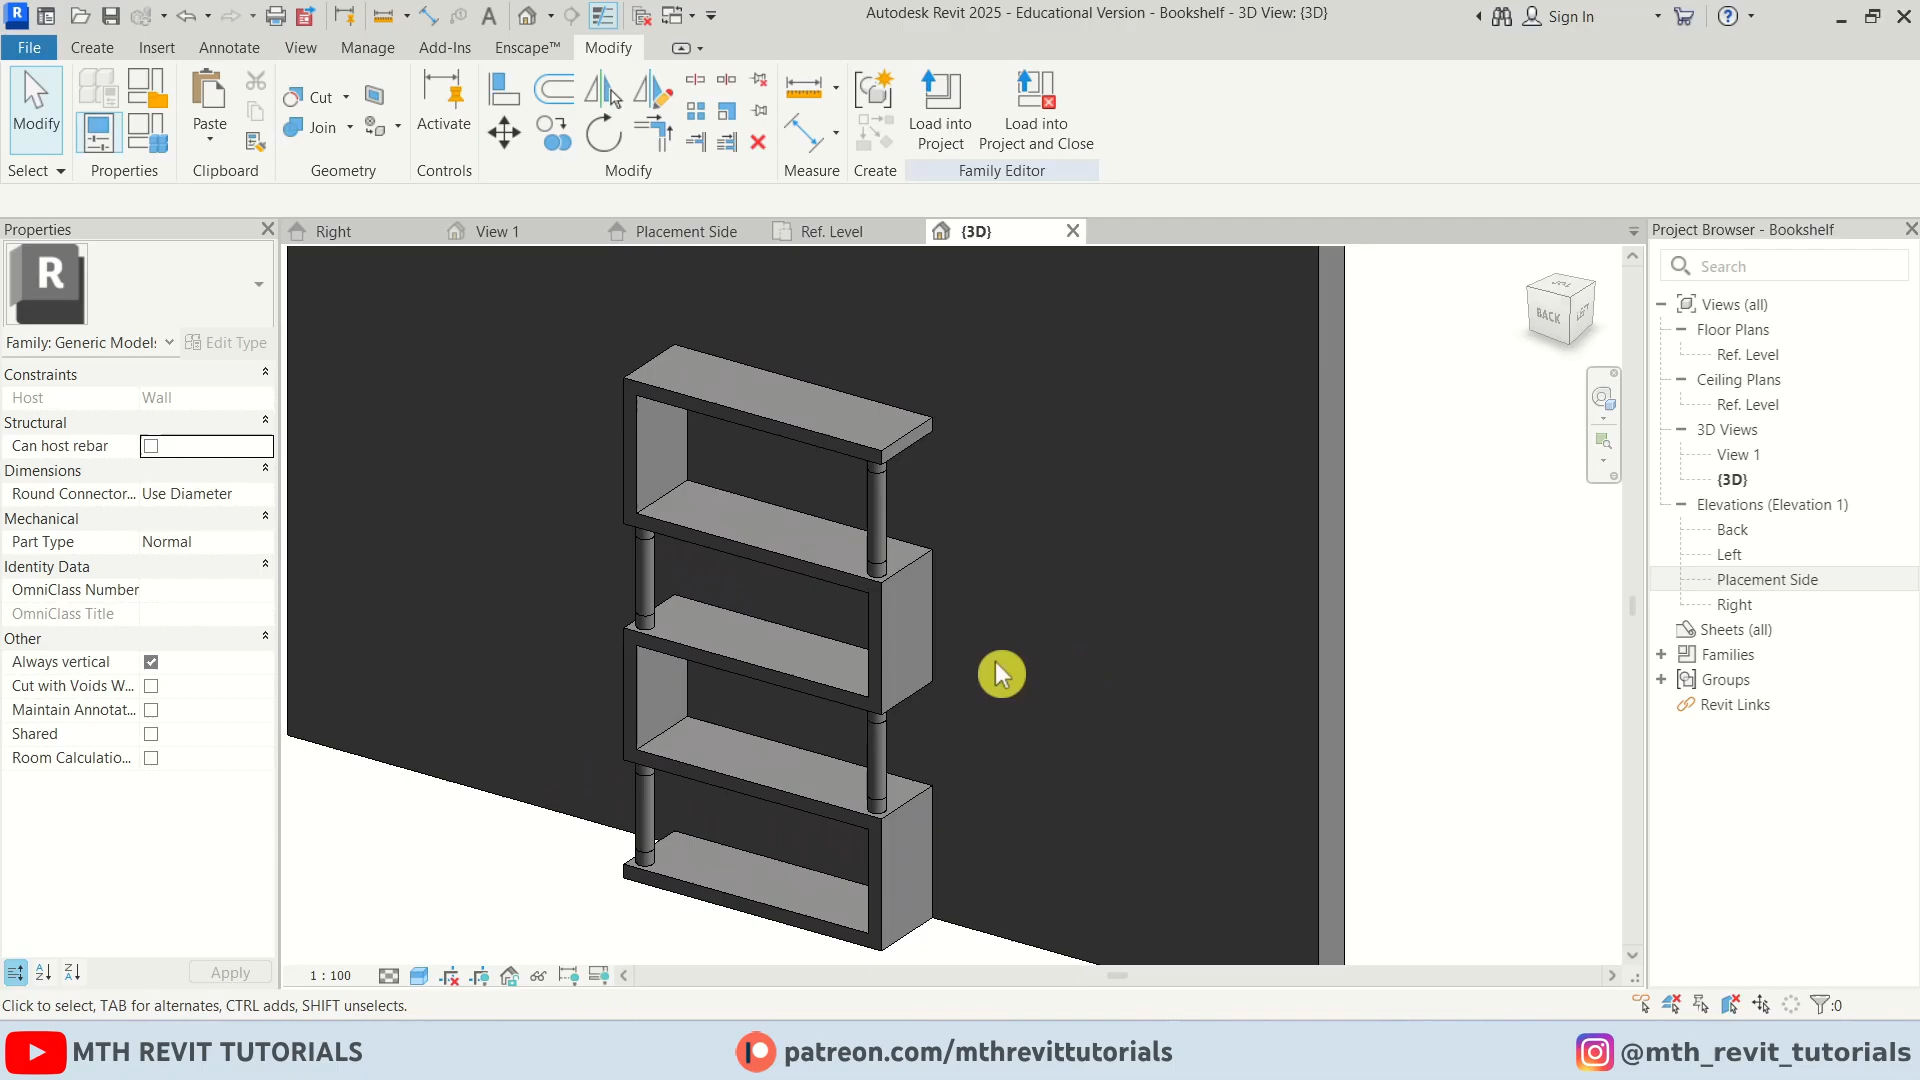 Autodesk Revit 2025 - Educational Version - Bookshelf - 3D View: {3D}
Sign In
File Create Insert Annotate View Manage Add-Ins Enscape™ Modify
Modify
Paste
Cut
Join
Activate
Load into Project
Load into Project and Close
Create
Select Properties Clipboard Geometry Controls Modify Measure Create Family Editor
Properties
Right View 1 Placement Side Ref. Level {3D}
Project Browser - Bookshelf
R
Family: Generic Models
Edit Type
Constraints
Host Wall
Structural
Can host rebar
Dimensions
Round Connector... Use Diameter
Mechanical
Part Type Normal
Identity Data
OmniClass Number
OmniClass Title
Other
Always vertical
Cut with Voids W...
Maintain Annotat...
Shared
Room Calculatio...
Apply
TOP
BACK
LEFT
Search
Views (all)
Floor Plans
Ref. Level
Ceiling Plans
Ref. Level
3D Views
View 1
{3D}
Elevations (Elevation 1)
Back
Left
Placement Side
Right
Sheets (all)
Families
Groups
Revit Links
1 : 100
Click to select, TAB for alternates, CTRL adds, SHIFT unselects.
:0
MTH REVIT TUTORIALS
patreon.com/mthrevittutorials
@mth_revit_tutorials